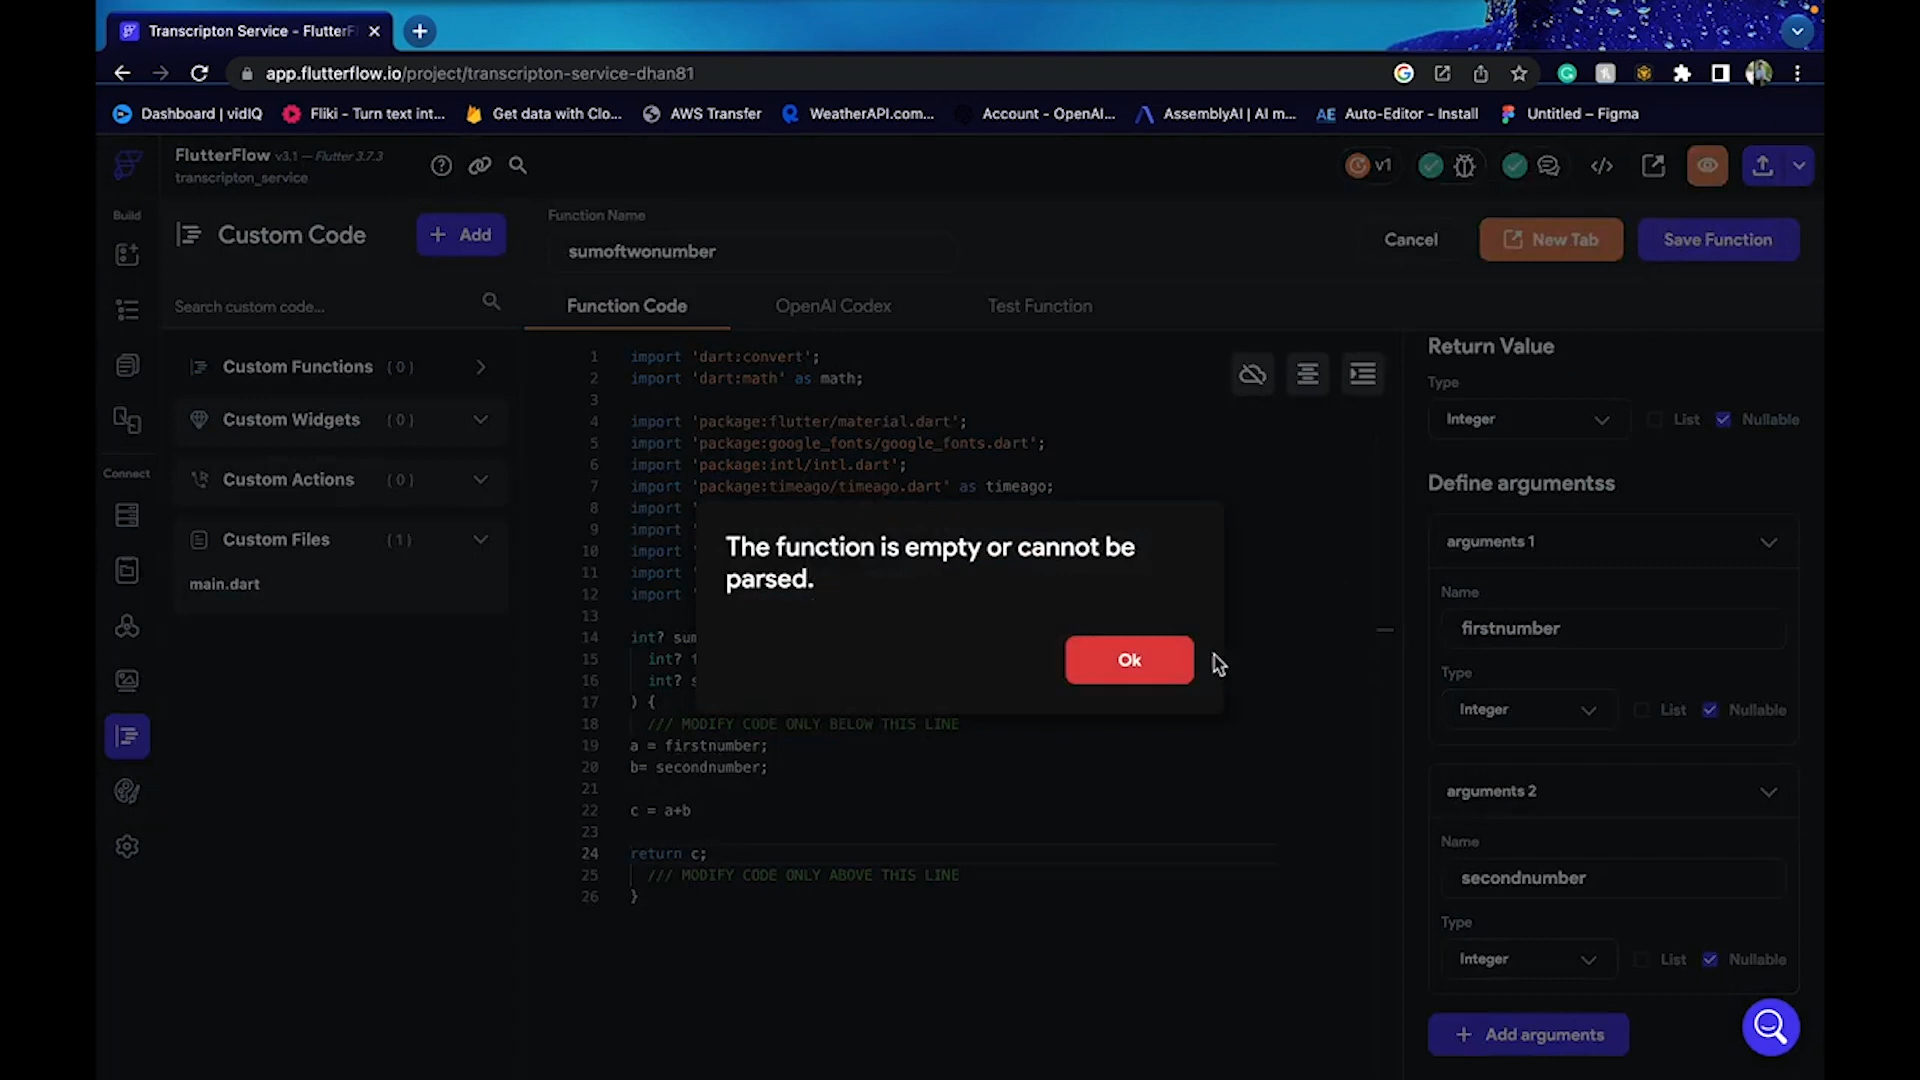 Transcripton Service - FlutterF
app.flutterflow.io/project/transcripton-service-dhan81
Dashboard | vidIQ
Fliki - Turn text int...
Get data with Clo...
AWS Transfer
WeatherAPI.com...
Account - OpenAI...
AssemblyAI | AI m...
AE Auto-Editor - Install
Untitled – Figma
FlutterFlow v3.1 — Flutter 3.7.3
transcripton_service
v1
Build
Connect
Custom Code
+ Add
Search custom code...
Custom Functions (0)
Custom Widgets (0)
Custom Actions (0)
Custom Files (1)
main.dart
Function Name
sumoftwonumber
Cancel
New Tab
Save Function
Function Code
OpenAI Codex
Test Function
1 import 'dart:convert';
2 import 'dart:math' as math;
3
4 import 'package:flutter/material.dart';
5 import 'package:google_fonts/google_fonts.dart';
6 import 'package:intl/intl.dart';
7 import 'package:timeago/timeago.dart' as timeago;
8 import '
9 import '
10 import '
11 import '
12 import '
13
14 int? sum
15 int?
16 int? s
17 ) {
18 /// MODIFY CODE ONLY BELOW THIS LINE
19 a = firstnumber;
20 b= secondnumber;
21
22 c = a+b
23
24 return c;
25 /// MODIFY CODE ONLY ABOVE THIS LINE
26 }
The function is empty or cannot be
parsed.
Ok
Return Value
Type
Integer
List
Nullable
Define argumentss
arguments 1
Name
firstnumber
Type
Integer
List
Nullable
arguments 2
Name
secondnumber
Type
Integer
List
Nullable
+ Add arguments